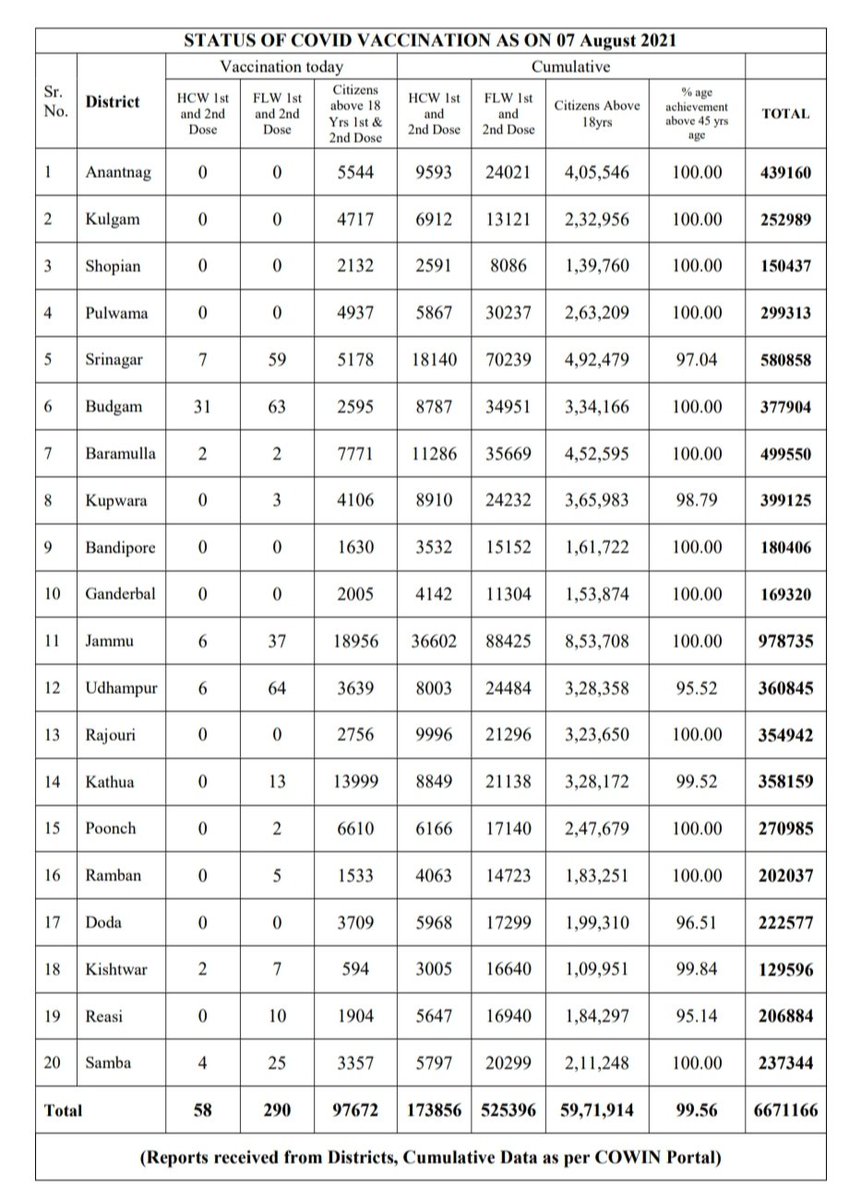 STATUS OF COVID VACCINATION AS ON 07 August 2021
Sr. No. District Vaccination today Cumulative
HCW 1st and 2nd Dose FLW 1st and 2nd Dose Citizens above 18 Yrs 1st & 2nd Dose HCW 1st and 2nd Dose FLW 1st and 2nd Dose Citizens Above 18yrs % age achievement above 45 yrs age TOTAL
1 Anantnag 0 0 5544 9593 24021 4,05,546 100.00 439160
2 Kulgam 0 0 4717 6912 13121 2,32,956 100.00 252989
3 Shopian 0 0 2132 2591 8086 1,39,760 100.00 150437
4 Pulwama 0 0 4937 5867 30237 2,63,209 100.00 299313
5 Srinagar 7 59 5178 18140 70239 4,92,479 97.04 580858
6 Budgam 31 63 2595 8787 34951 3,34,166 100.00 377904
7 Baramulla 2 2 7771 11286 35669 4,52,595 100.00 499550
8 Kupwara 0 3 4106 8910 24232 3,65,983 98.79 399125
9 Bandipore 0 0 1630 3532 15152 1,61,722 100.00 180406
10 Ganderbal 0 0 2005 4142 11304 1,53,874 100.00 169320
11 Jammu 6 37 18956 36602 88425 8,53,708 100.00 978735
12 Udhampur 6 64 3639 8003 24484 3,28,358 95.52 360845
13 Rajouri 0 0 2756 9996 21296 3,23,650 100.00 354942
14 Kathua 0 13 13999 8849 21138 3,28,172 99.52 358159
15 Poonch 0 2 6610 6166 17140 2,47,679 100.00 270985
16 Ramban 0 5 1533 4063 14723 1,83,251 100.00 202037
17 Doda 0 0 3709 5968 17299 1,99,310 96.51 222577
18 Kishtwar 2 7 594 3005 16640 1,09,951 99.84 129596
19 Reasi 0 10 1904 5647 16940 1,84,297 95.14 206884
20 Samba 4 25 3357 5797 20299 2,11,248 100.00 237344
Total 58 290 97672 173856 525396 59,71,914 99.56 6671166
(Reports received from Districts, Cumulative Data as per COWIN Portal)